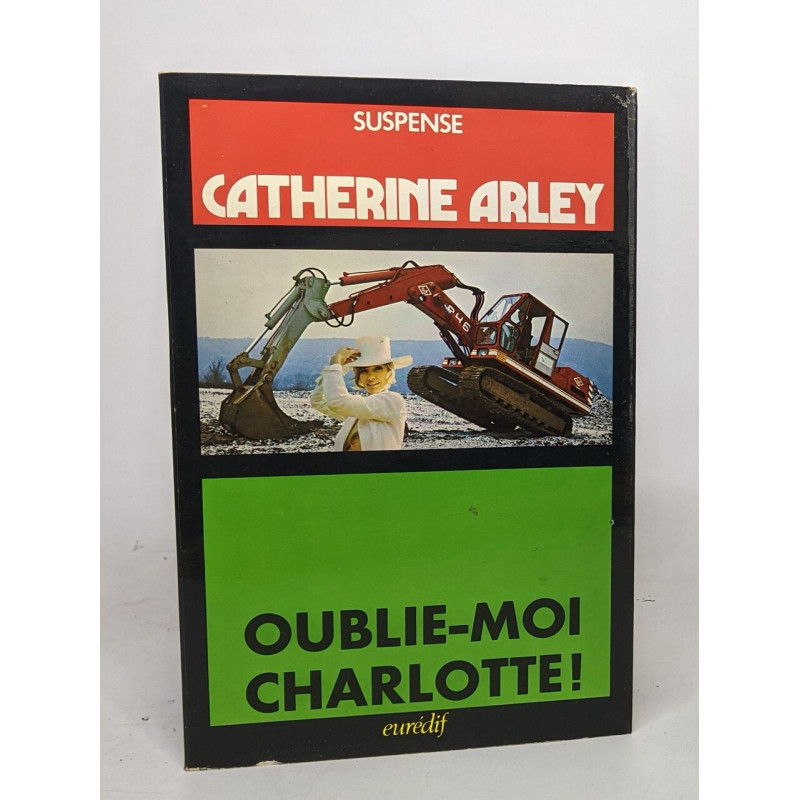 SUSPENSE
CATHERINE ARLEY
OUBLIE-MOI
CHARLOTTE!
eurédif